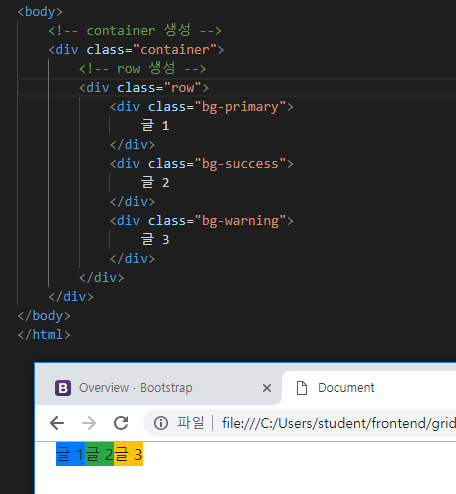 <body>
<!-- container 생성 -->
<div class="container">
<!-- row 생성 -->
<div class="row">
<div class="bg-primary">
글 1
</div>
<div class="bg-success">
글 2
</div>
<div class="bg-warning">
글 3
</div>
</div>
</div>
</body>
</html>
B Overview · Bootstrap × Document
파일 | file:///C:/Users/student/frontend/grid
글 1글 2글 3